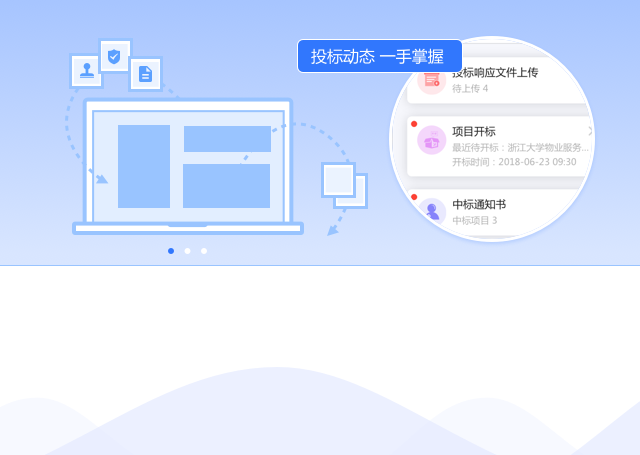 投标动态 一手掌握
投标响应文件上传
待上传 4
项目开标
最近待开标：浙江大学物业服务...
开标时间：2018-06-23 09:30
中标通知书
中标项目 3